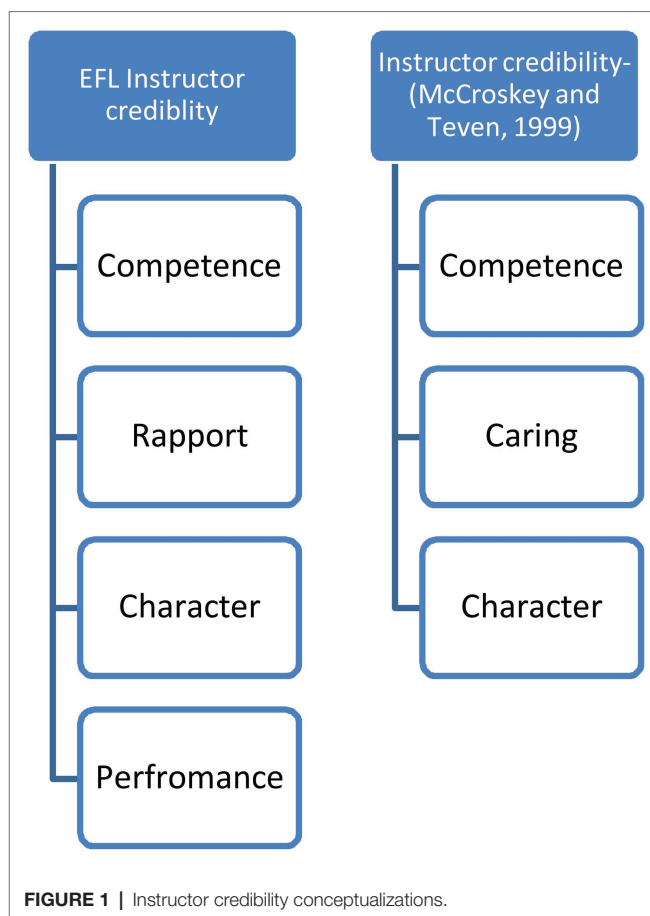 EFL Instructor
crediblity
Competence
Rapport
Character
Perfromance
Instructor credibility-
(McCroskey and
Teven, 1999)
Competence
Caring
Character
FIGURE 1 | Instructor credibility conceptualizations.